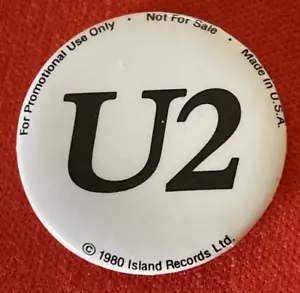 For Promotional Use Only • Not For Sale • Made in U.S.A.
U2
© 1980 Island Records Ltd.